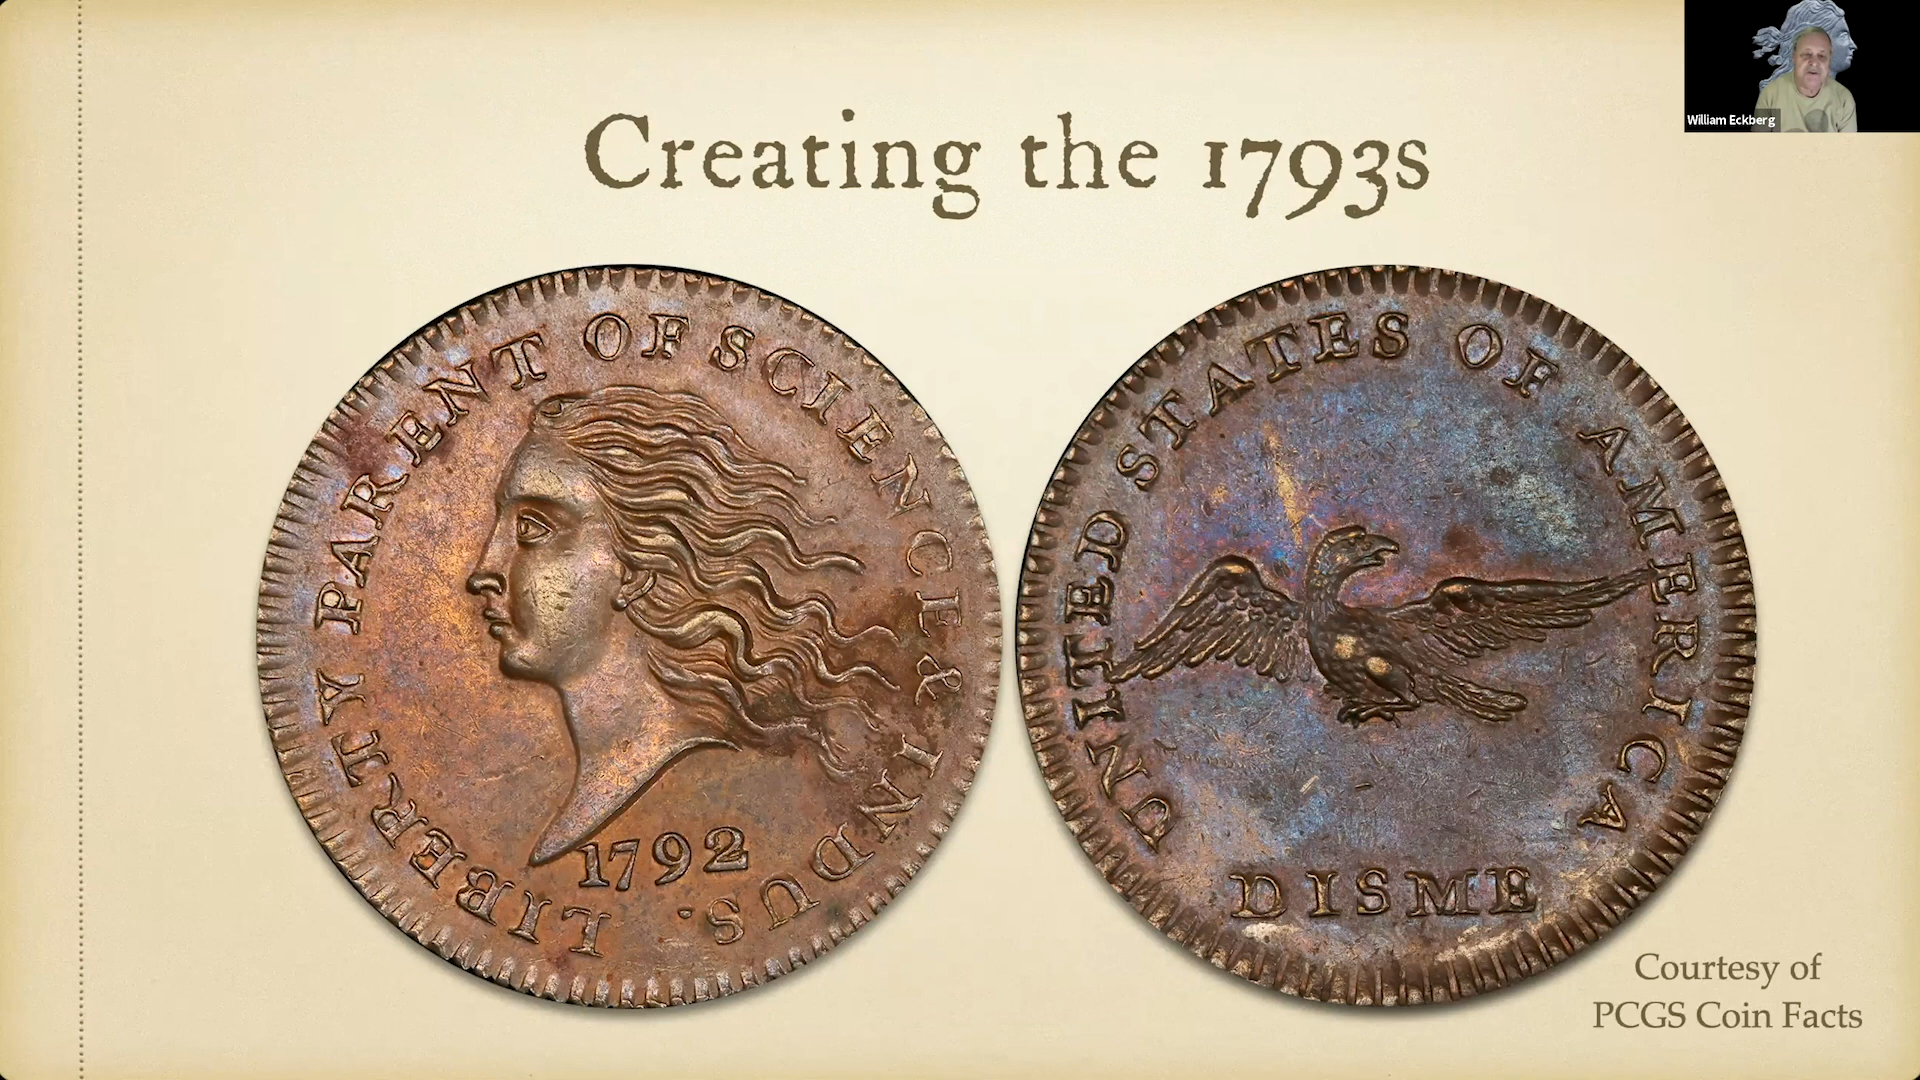 Creating the 1793s
William Eckberg
LIBERTY PARENT OF SCIENCE & INDUS.
1792
UNITED STATES OF AMERICA
DISME
Courtesy of
PCGS Coin Facts